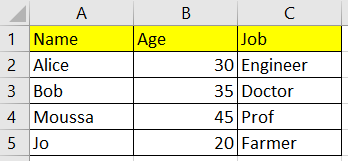 A B C
1 Name Age Job
2 Alice 30 Engineer
3 Bob 35 Doctor
4 Moussa 45 Prof
5 Jo 20 Farmer